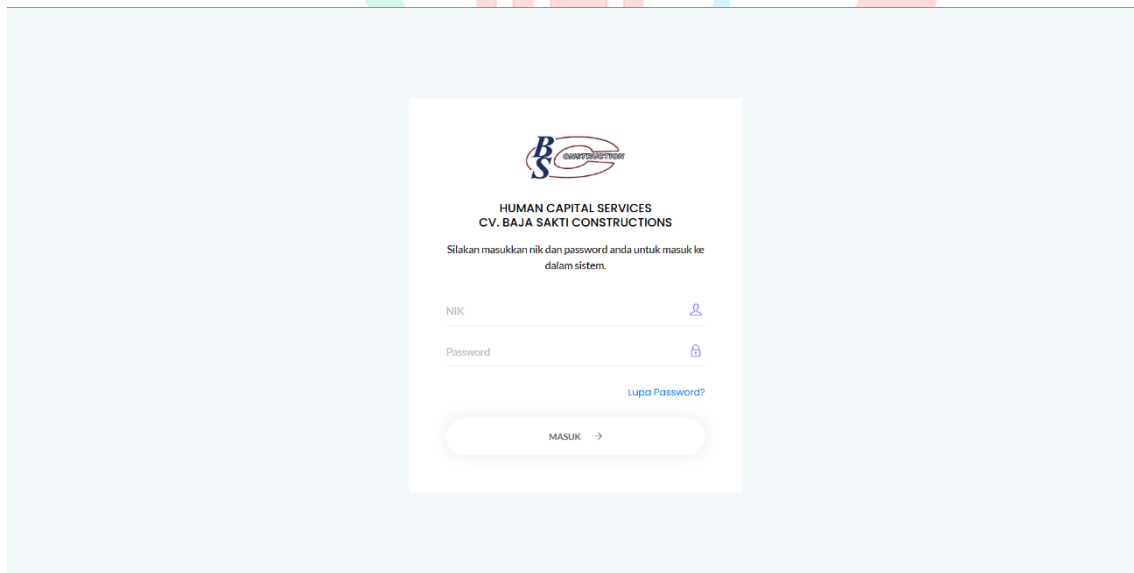 BS CONSTRUCTION
HUMAN CAPITAL SERVICES
CV. BAJA SAKTI CONSTRUCTIONS
Silakan masukkan nik dan password anda untuk masuk ke
dalam sistem.
NIK
Password
Lupa Password?
MASUK